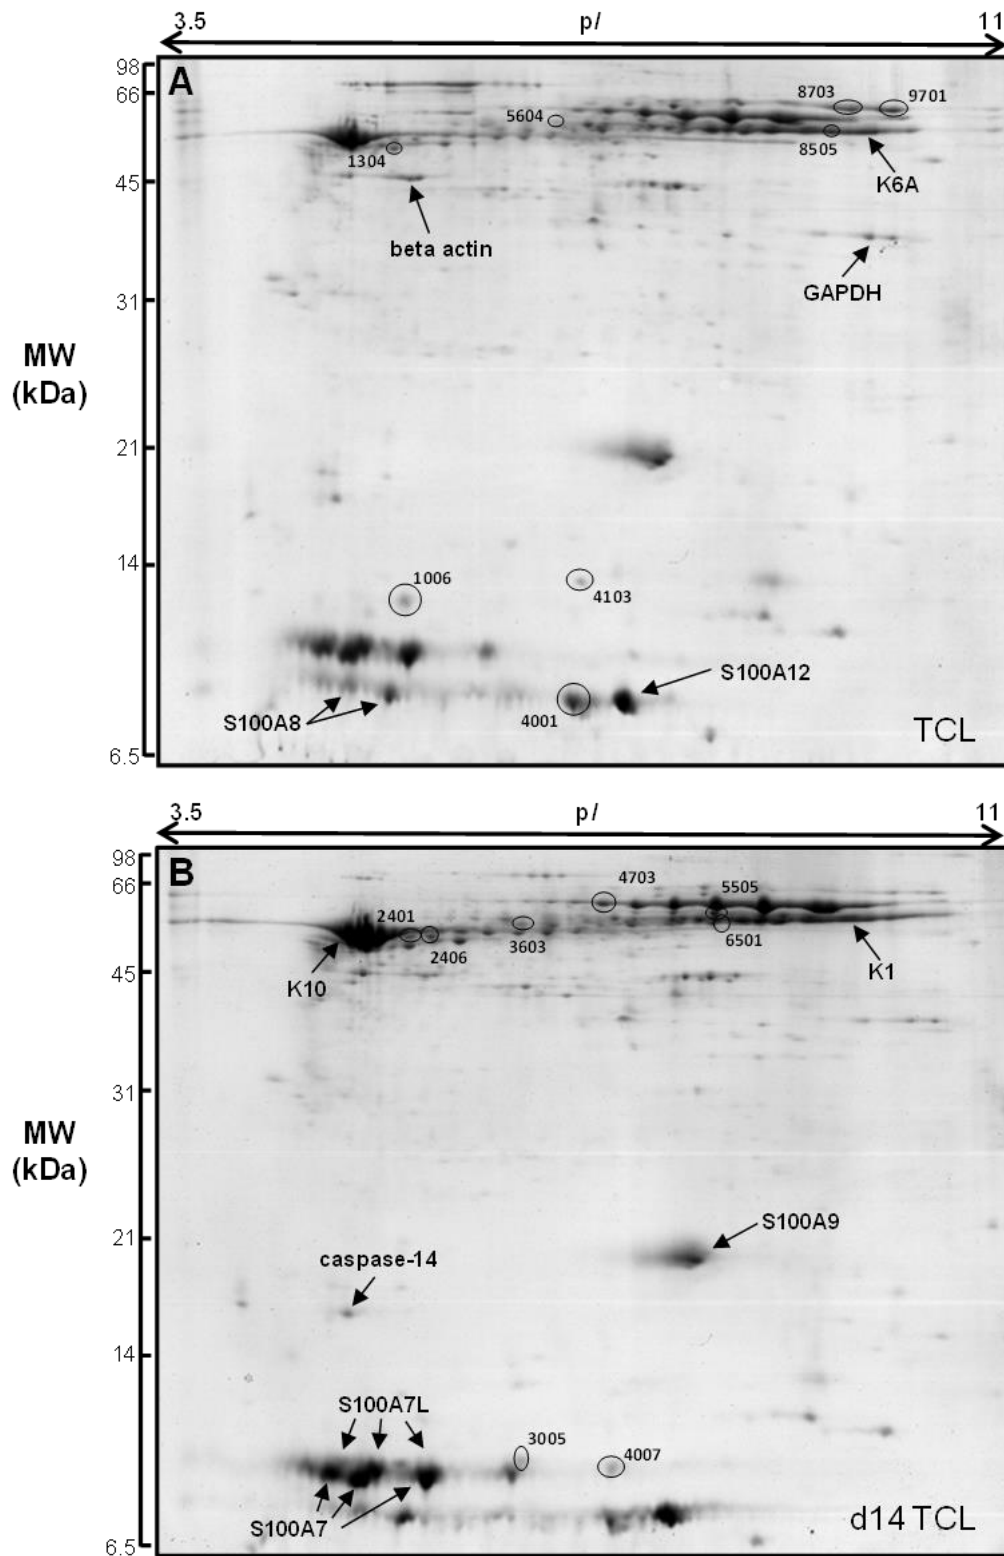 3.5 pI 11
A
98
66
8703 9701
5604
1304
8505
K6A
45
beta actin
GAPDH
31
MW
(kDa)
21
14
1006
4103
S100A12
S100A8
4001
TCL
6.5
3.5 pI 11
B
98
66
4703 5505
2401
2406
3603
6501
K10
K1
45
31
MW
(kDa)
S100A9
21
caspase-14
14
S100A7L
3005
4007
S100A7
d14 TCL
6.5